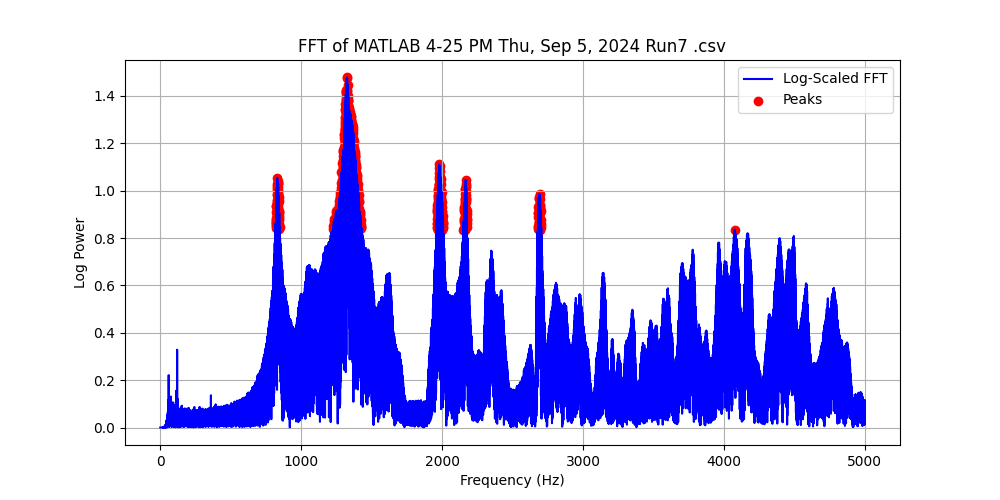 FFT of MATLAB 4-25 PM Thu, Sep 5, 2024 Run7 .csv
Log-Scaled FFT
Peaks
Log Power
1.4
1.2
1.0
0.8
0.6
0.4
0.2
0.0
0 1000 2000 3000 4000 5000
Frequency (Hz)